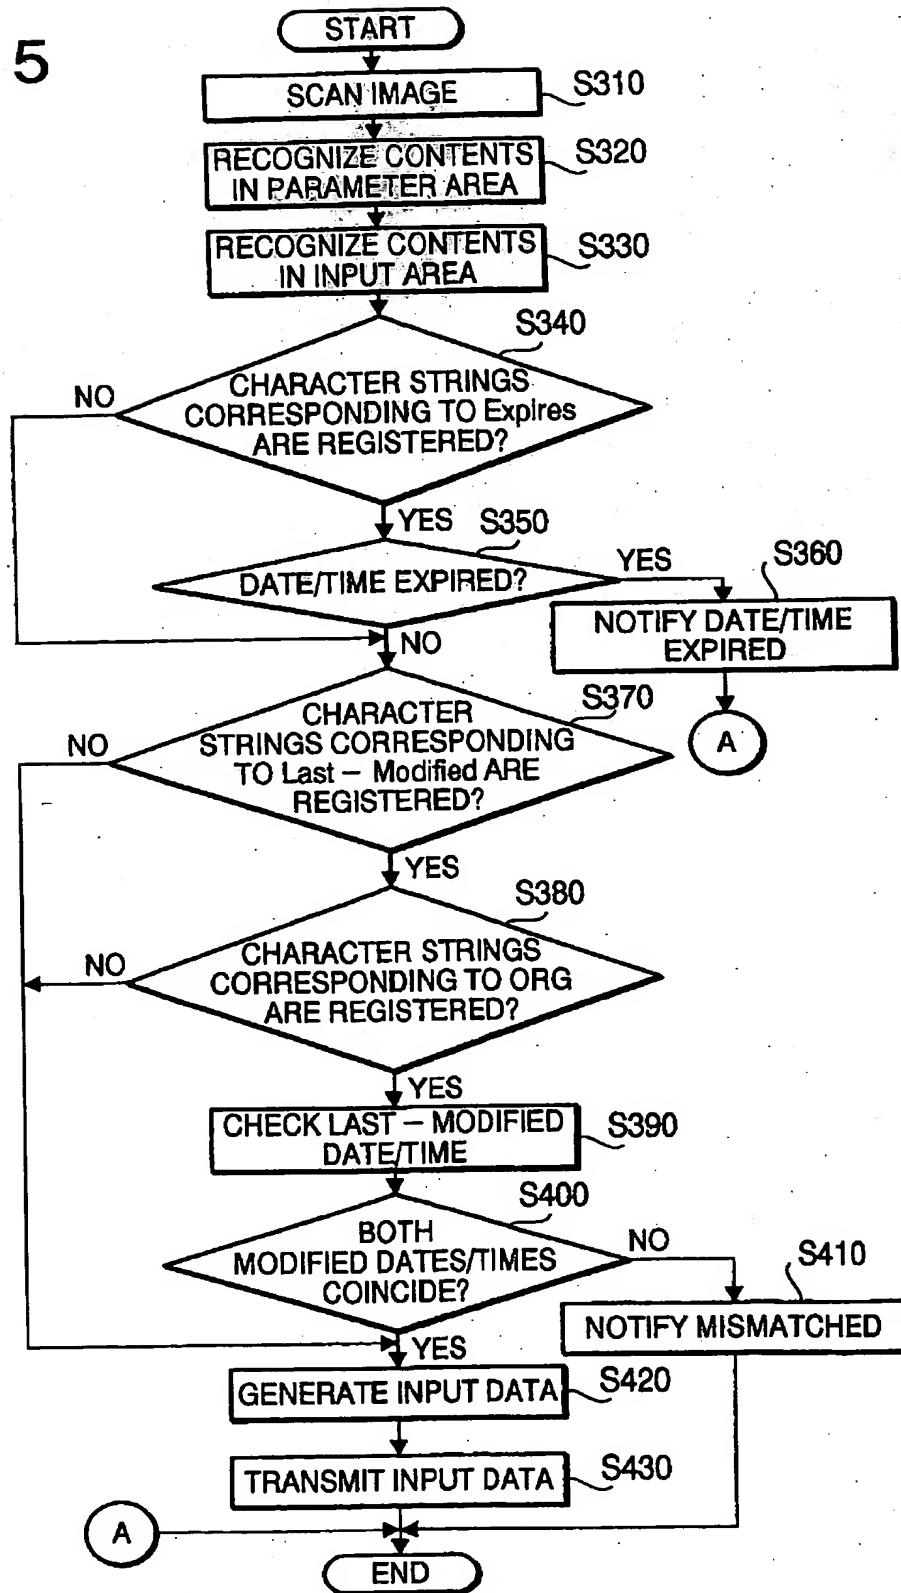 5
START
SCAN IMAGE
S310
RECOGNIZE CONTENTS
IN PARAMETER AREA
S320
RECOGNIZE CONTENTS
IN INPUT AREA
S330
S340
CHARACTER STRINGS
CORRESPONDING TO Expires
ARE REGISTERED?
NO
YES
S350
DATE/TIME EXPIRED?
YES
S360
NOTIFY DATE/TIME
EXPIRED
A
NO
S370
CHARACTER
STRINGS CORRESPONDING
TO Last – Modified ARE
REGISTERED?
NO
YES
S380
CHARACTER STRINGS
CORRESPONDING TO ORG
ARE REGISTERED?
NO
YES
CHECK LAST – MODIFIED
DATE/TIME
S390
S400
BOTH
MODIFIED DATES/TIMES
COINCIDE?
NO
S410
NOTIFY MISMATCHED
YES
GENERATE INPUT DATA
S420
TRANSMIT INPUT DATA
S430
A
END